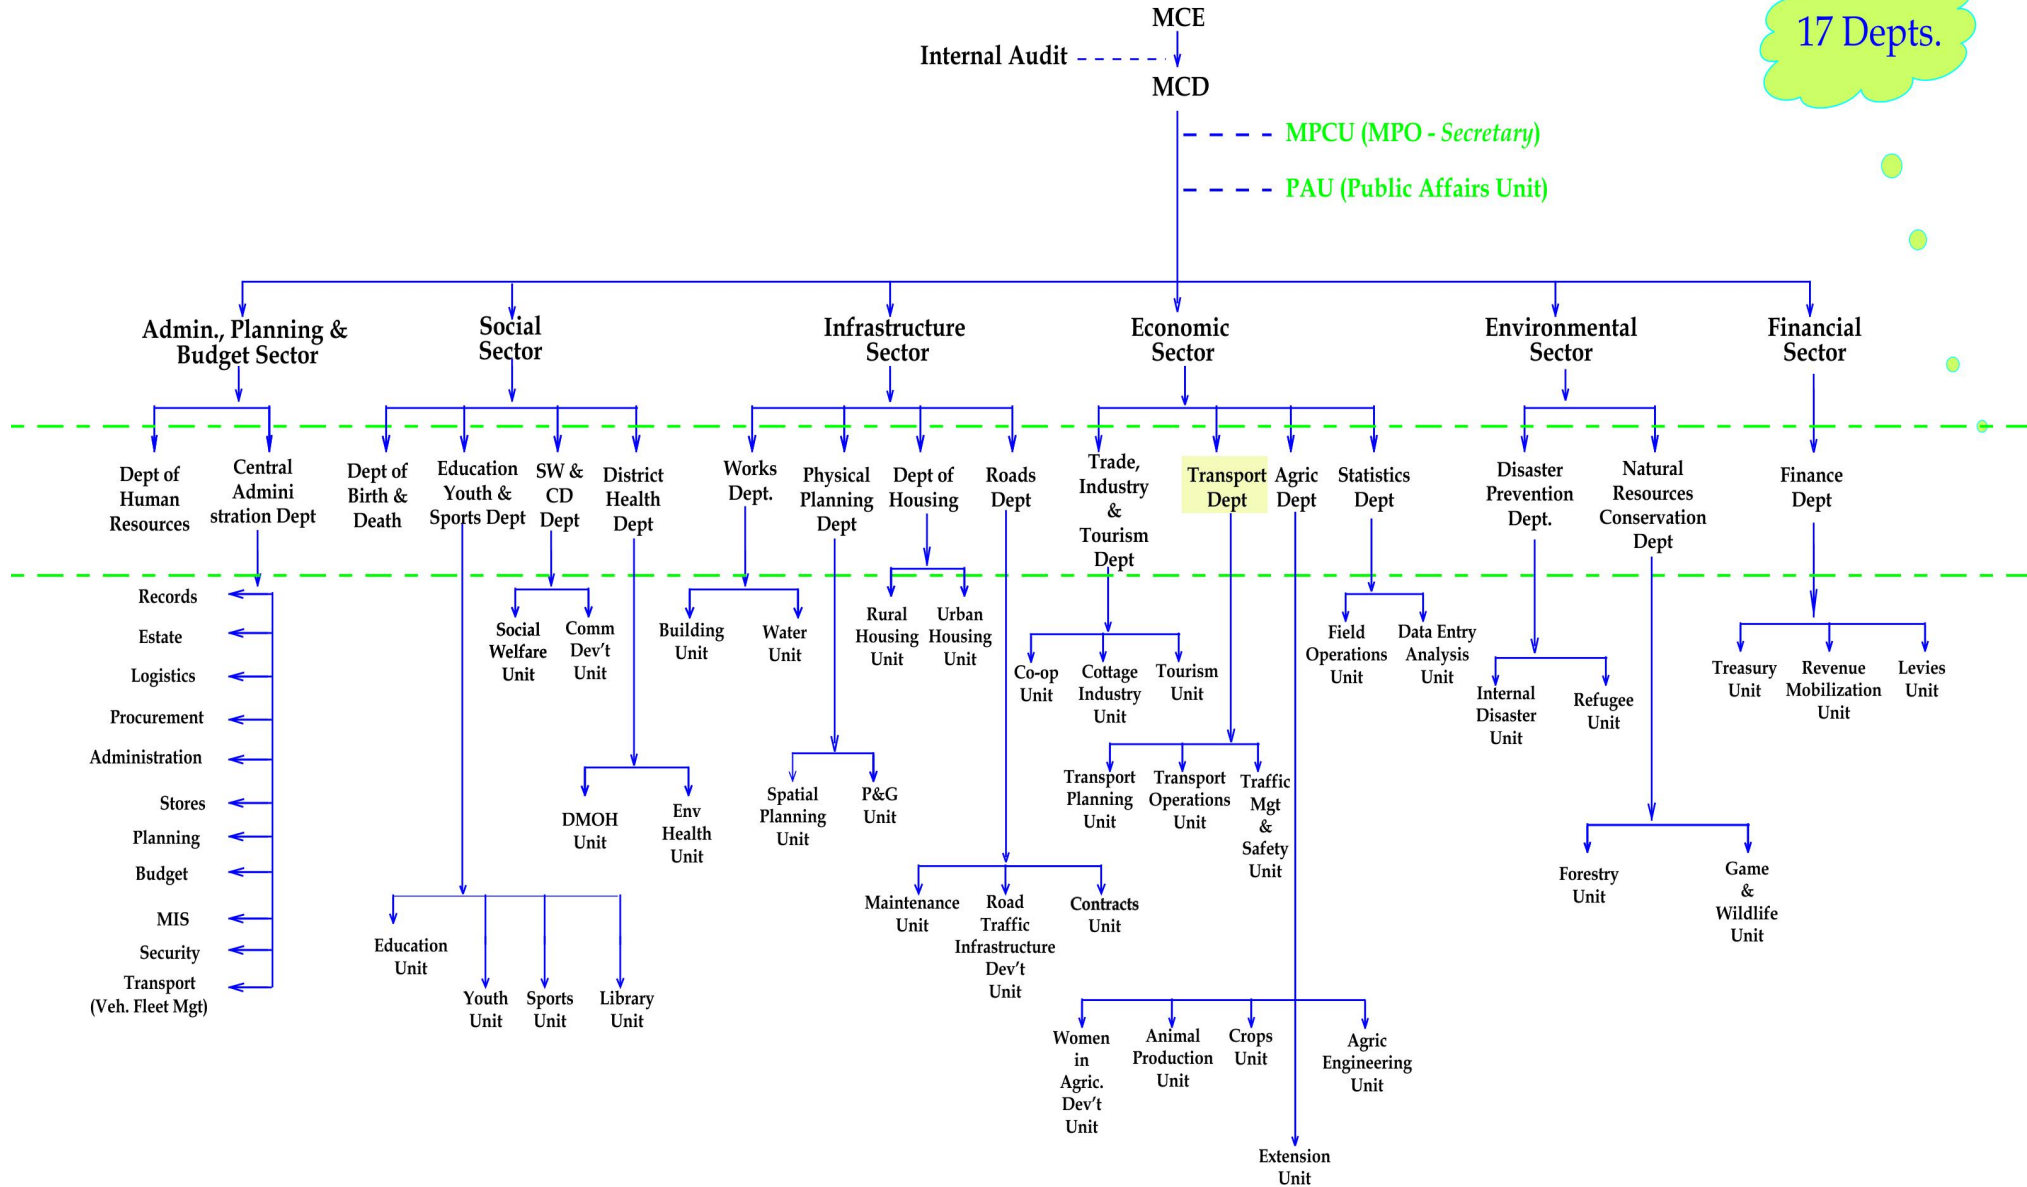 MCE
17 Depts.
Internal Audit
MCD
MPCU (MPO - Secretary)
PAU (Public Affairs Unit)
Admin., Planning &
Budget Sector
Social
Sector
Infrastructure
Sector
Economic
Sector
Environmental
Sector
Financial
Sector
Dept of
Human
Resources
Central
Admini
stration Dept
Dept of
Birth &
Death
Education
Youth &
Sports Dept
SW &
CD
Dept
District
Health
Dept
Works
Dept.
Physical
Planning
Dept
Dept of
Housing
Roads
Dept
Trade,
Industry
&
Tourism
Dept
Transport
Dept
Agric
Dept
Statistics
Dept
Disaster
Prevention
Dept.
Natural
Resources
Conservation
Dept
Finance
Dept
Records
Estate
Logistics
Procurement
Administration
Stores
Planning
Budget
MIS
Security
Transport
(Veh. Fleet Mgt)
Education
Unit
Youth
Unit
Sports
Unit
Library
Unit
Social
Welfare
Unit
Comm
Dev't
Unit
DMOH
Unit
Env
Health
Unit
Building
Unit
Water
Unit
Spatial
Planning
Unit
P&G
Unit
Rural
Housing
Unit
Urban
Housing
Unit
Maintenance
Unit
Road
Traffic
Infrastructure
Dev't
Unit
Contracts
Unit
Co-op
Unit
Cottage
Industry
Unit
Tourism
Unit
Transport
Planning
Unit
Transport
Operations
Unit
Traffic
Mgt
&
Safety
Unit
Women
in
Agric.
Dev't
Unit
Animal
Production
Unit
Crops
Unit
Agric
Engineering
Unit
Extension
Unit
Field
Operations
Unit
Data Entry
Analysis
Unit
Internal
Disaster
Unit
Refugee
Unit
Forestry
Unit
Game
&
Wildlife
Unit
Treasury
Unit
Revenue
Mobilization
Unit
Levies
Unit